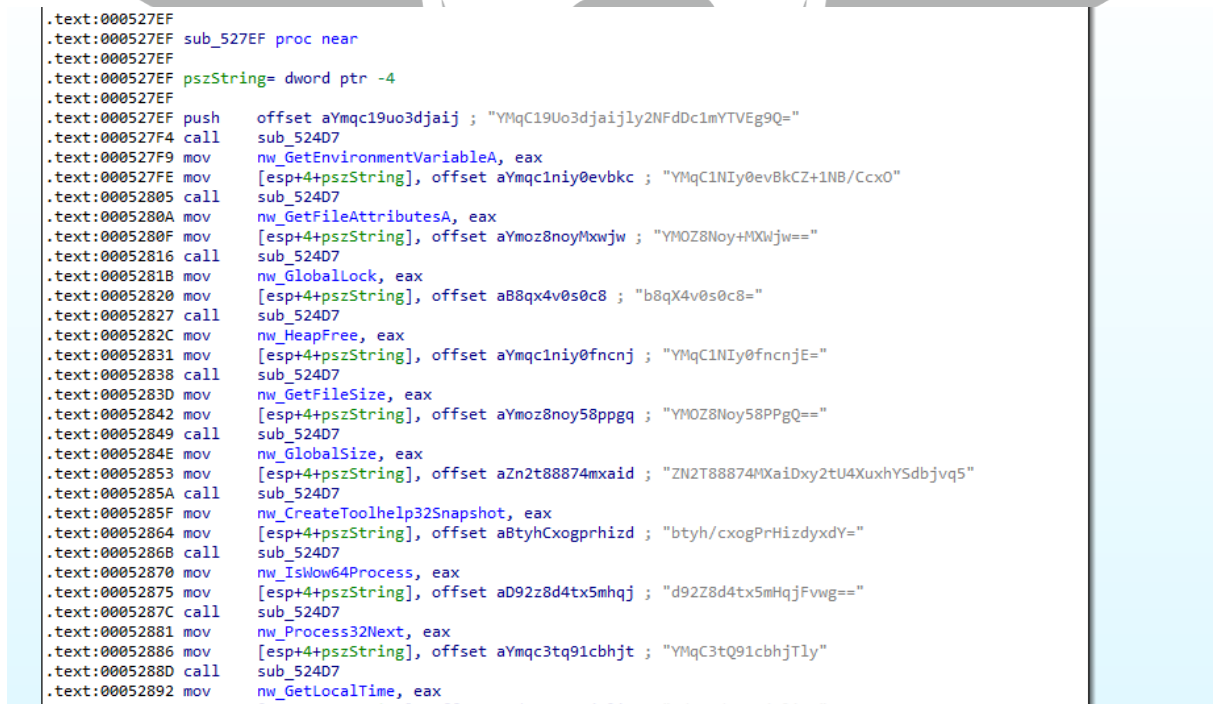 .text:000527EF
.text:000527EF sub_527EF proc near
.text:000527EF
.text:000527EF pszString= dword ptr -4
.text:000527EF
.text:000527EF push    offset aYmqc19uo3djaij ; "YMqC19Uo3djaijly2NFdDc1mYTVEg9Q="
.text:000527F4 call    sub_524D7
.text:000527F9 mov     nw_GetEnvironmentVariableA, eax
.text:000527FE mov     [esp+4+pszString], offset aYmqc1niy0evbkc ; "YMqC1NIy0evBkCZ+1NB/CcxO"
.text:00052805 call    sub_524D7
.text:0005280A mov     nw_GetFileAttributesA, eax
.text:0005280F mov     [esp+4+pszString], offset aYmoz8noyMxwjw ; "YMOZ8Noy+MXWjw=="
.text:00052816 call    sub_524D7
.text:0005281B mov     nw_GlobalLock, eax
.text:00052820 mov     [esp+4+pszString], offset aB8qx4v0s0c8 ; "b8qX4v0s0c8="
.text:00052827 call    sub_524D7
.text:0005282C mov     nw_HeapFree, eax
.text:00052831 mov     [esp+4+pszString], offset aYmqc1niy0fncnj ; "YMqC1NIy0fncnjE="
.text:00052838 call    sub_524D7
.text:0005283D mov     nw_GetFileSize, eax
.text:00052842 mov     [esp+4+pszString], offset aYmoz8noy58ppgq ; "YMOZ8Noy58PPgQ=="
.text:00052849 call    sub_524D7
.text:0005284E mov     nw_GlobalSize, eax
.text:00052853 mov     [esp+4+pszString], offset aZn2t88874mxaid ; "ZN2T88874MXaiDxy2tU4XuxhYSdbjvq5"
.text:0005285A call    sub_524D7
.text:0005285F mov     nw_CreateToolhelp32Snapshot, eax
.text:00052864 mov     [esp+4+pszString], offset aBtyhCxogprhizd ; "btyh/cxogPrHizdyxdY="
.text:0005286B call    sub_524D7
.text:00052870 mov     nw_IsWow64Process, eax
.text:00052875 mov     [esp+4+pszString], offset aD92z8d4tx5mhqj ; "d92Z8d4tx5mHqjFvwg=="
.text:0005287C call    sub_524D7
.text:00052881 mov     nw_Process32Next, eax
.text:00052886 mov     [esp+4+pszString], offset aYmqc3tq91cbhjt ; "YMqC3tQ91cbhjTly"
.text:0005288D call    sub_524D7
.text:00052892 mov     nw_GetLocalTime, eax